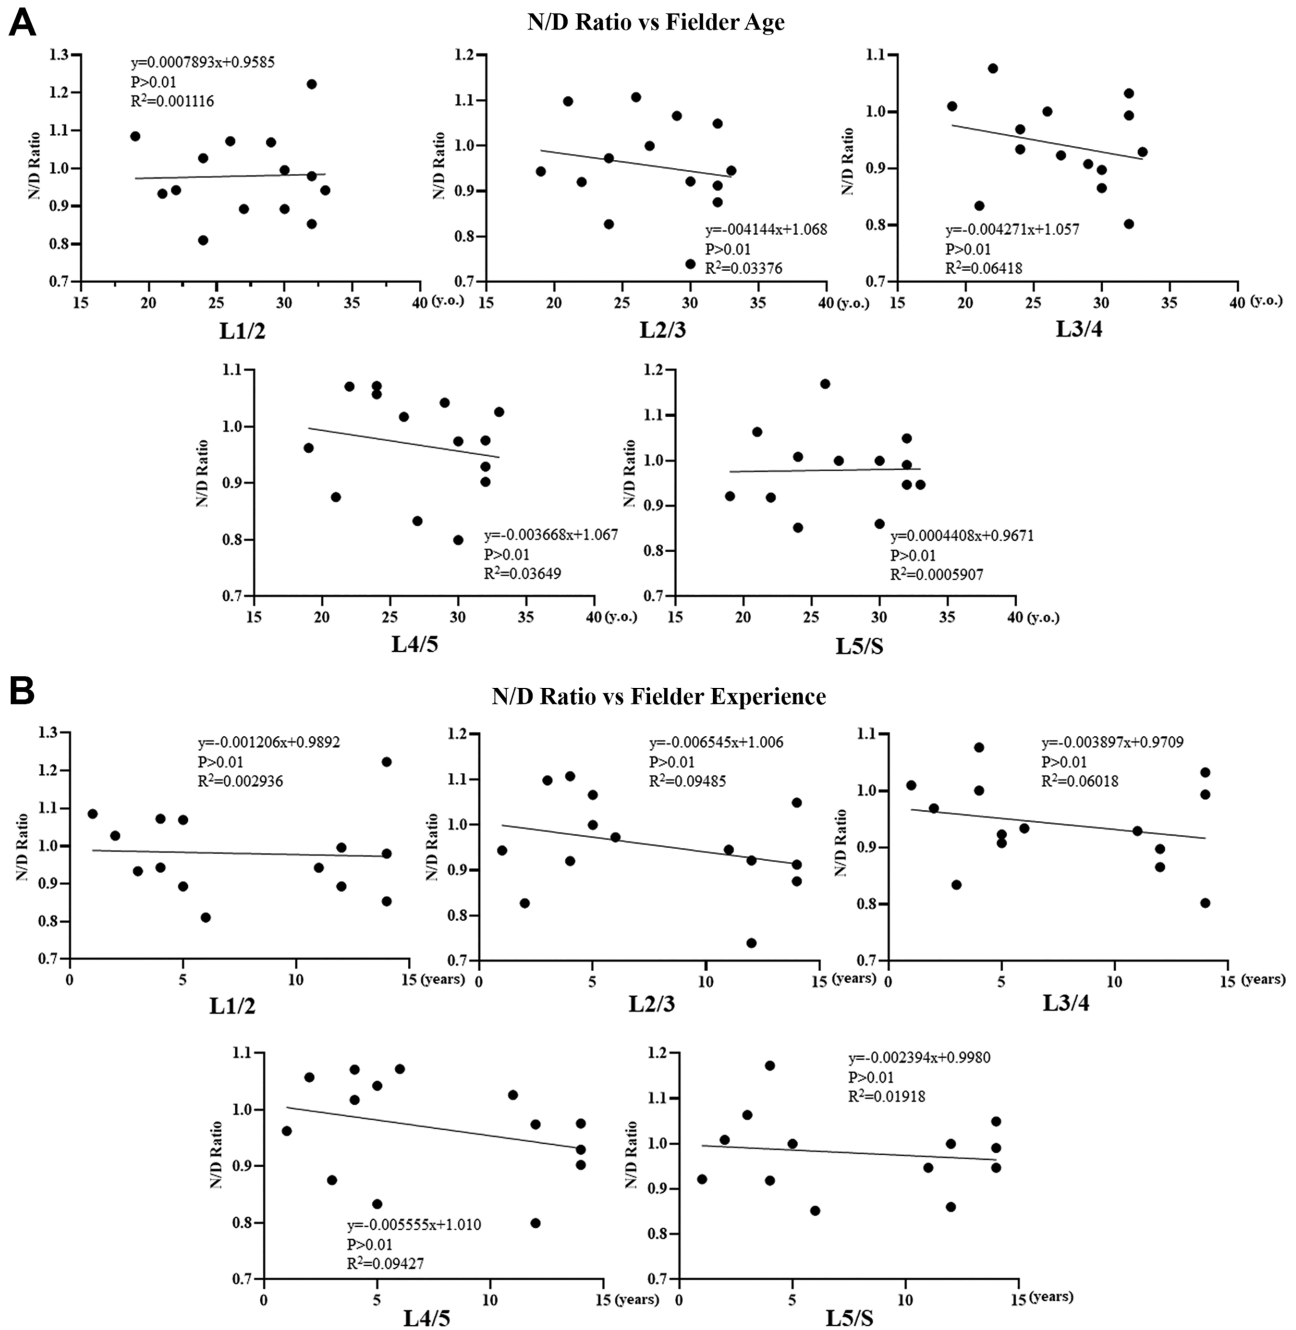 A
N/D Ratio vs Fielder Age
1.3
1.2
1.1
1.0
0.9
0.8
0.7
N/D Ratio
y=0.0007893x+0.9585
P>0.01
R²=0.001116
15 20 25 30 35 40 (y.o.)
L1/2
1.2
1.1
1.0
0.9
0.8
0.7
N/D Ratio
y=-004144x+1.068
P>0.01
R²=0.03376
15 20 25 30 35 40 (y.o.)
L2/3
1.1
1.0
0.9
0.8
0.7
N/D Ratio
y=-0.004271x+1.057
P>0.01
R²=0.06418
15 20 25 30 35 40 (y.o.)
L3/4
1.1
1.0
0.9
0.8
0.7
N/D Ratio
y=-0.003668x+1.067
P>0.01
R²=0.03649
15 20 25 30 35 40 (y.o.)
L4/5
1.2
1.1
1.0
0.9
0.8
0.7
N/D Ratio
y=0.0004408x+0.9671
P>0.01
R²=0.0005907
15 20 25 30 35 40 (y.o.)
L5/S
B
N/D Ratio vs Fielder Experience
1.3
1.2
1.1
1.0
0.9
0.8
0.7
N/D Ratio
y=-0.001206x+0.9892
P>0.01
R²=0.002936
0 5 10 15 (years)
L1/2
1.2
1.1
1.0
0.9
0.8
0.7
N/D Ratio
y=-0.006545x+1.006
P>0.01
R²=0.09485
0 5 10 15 (years)
L2/3
1.1
1.0
0.9
0.8
0.7
N/D Ratio
y=-0.003897x+0.9709
P>0.01
R²=0.06018
0 5 10 15 (years)
L3/4
1.1
1.0
0.9
0.8
0.7
N/D Ratio
y=-0.005555x+1.010
P>0.01
R²=0.09427
0 5 10 15 (years)
L4/5
1.2
1.1
1.0
0.9
0.8
0.7
N/D Ratio
y=-0.002394x+0.9980
P>0.01
R²=0.01918
0 5 10 15 (years)
L5/S